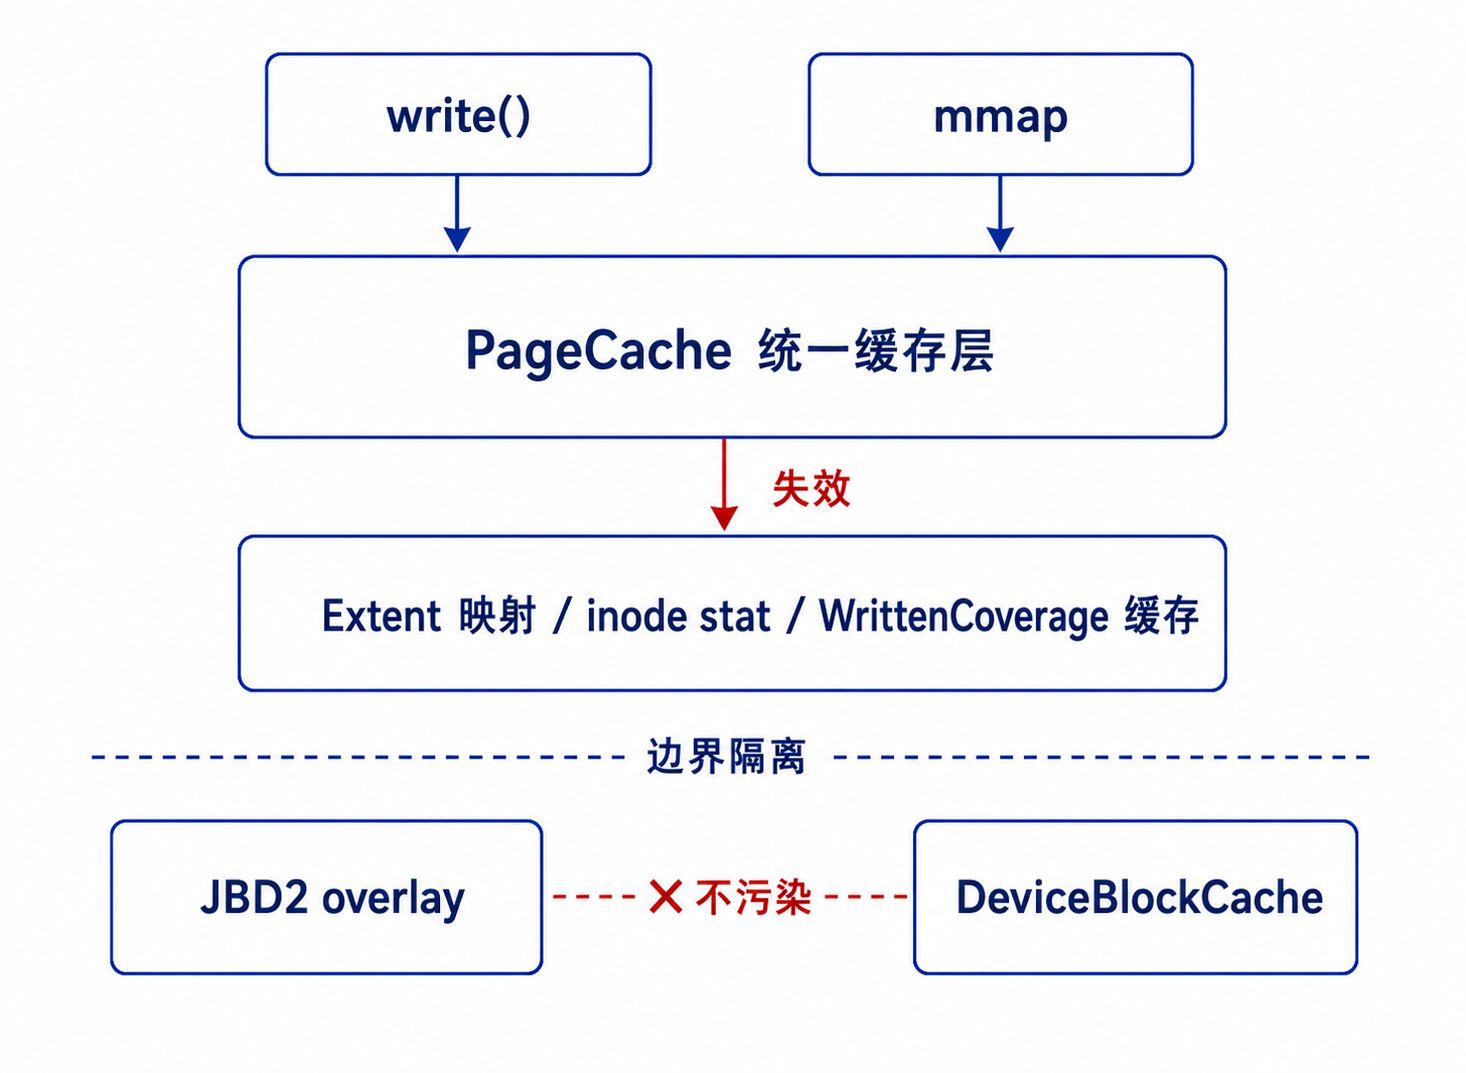 write()
mmap
PageCache 统一缓存层
失效
Extent 映射 / inode stat / WrittenCoverage 缓存
边界隔离
JBD2 overlay
✕ 不污染
DeviceBlockCache